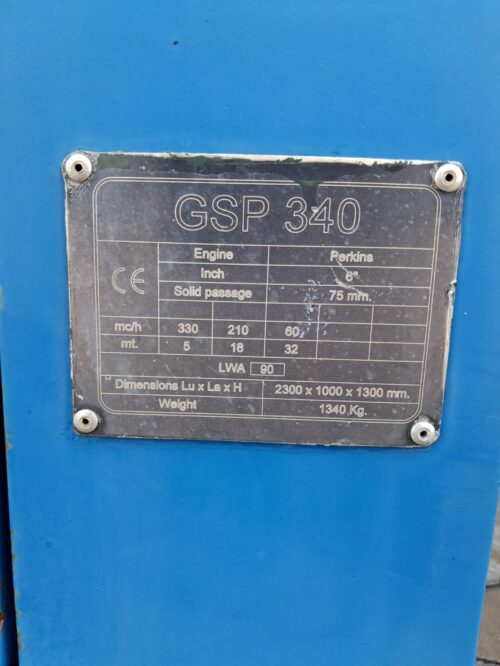 GSP 340
CE
Engine Perkins
Inch 6"
Solid passage 75 mm.
mc/h 330 210 60
mt. 5 18 32
LWA 90
Dimensions Lu x La x H 2300 x 1000 x 1300 mm.
Weight 1340 Kg.